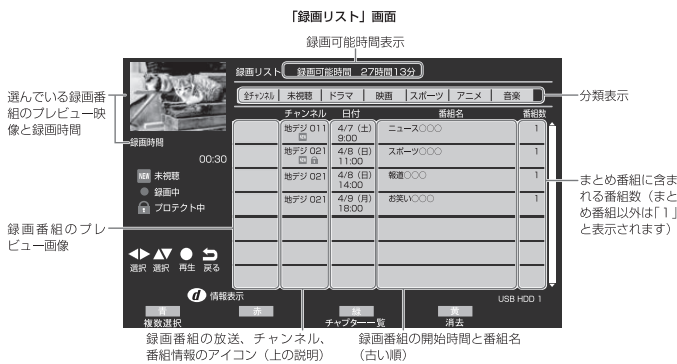 「録画リスト」画面
録画可能時間表示
録画リスト 録画可能時間 27時間13分
全チャンネル 未視聴 ドラマ 映画 スポーツ アニメ 音楽
分類表示
選んでいる録画番
組のプレビュー映
像と録画時間
チャンネル 日付 番組名 番組数
地デジ 011 4/7（土） ニュース○○○ 1
NEW 9:00
録画時間
00:30
地デジ 021 4/8（日） スポーツ○○○ 1
NEW 11:00
NEW 未視聴
地デジ 021 4/8（日） 報道○○○ 1
14:00
録画中
地デジ 021 4/9（月） お笑い○○○ 1
18:00
プロテクト中
まとめ番組に含ま
れる番組数（まと
め番組以外は「1」
と表示されます）
録画番組のプレ
ビュー画像
選択 選択 再生 戻る
d 情報表示
USB HDD 1
青 赤 緑 黄
複数選択 チャプター一覧 消去
録画番組の放送、チャンネル、
番組情報のアイコン（上の説明）
録画番組の開始時間と番組名
（古い順）